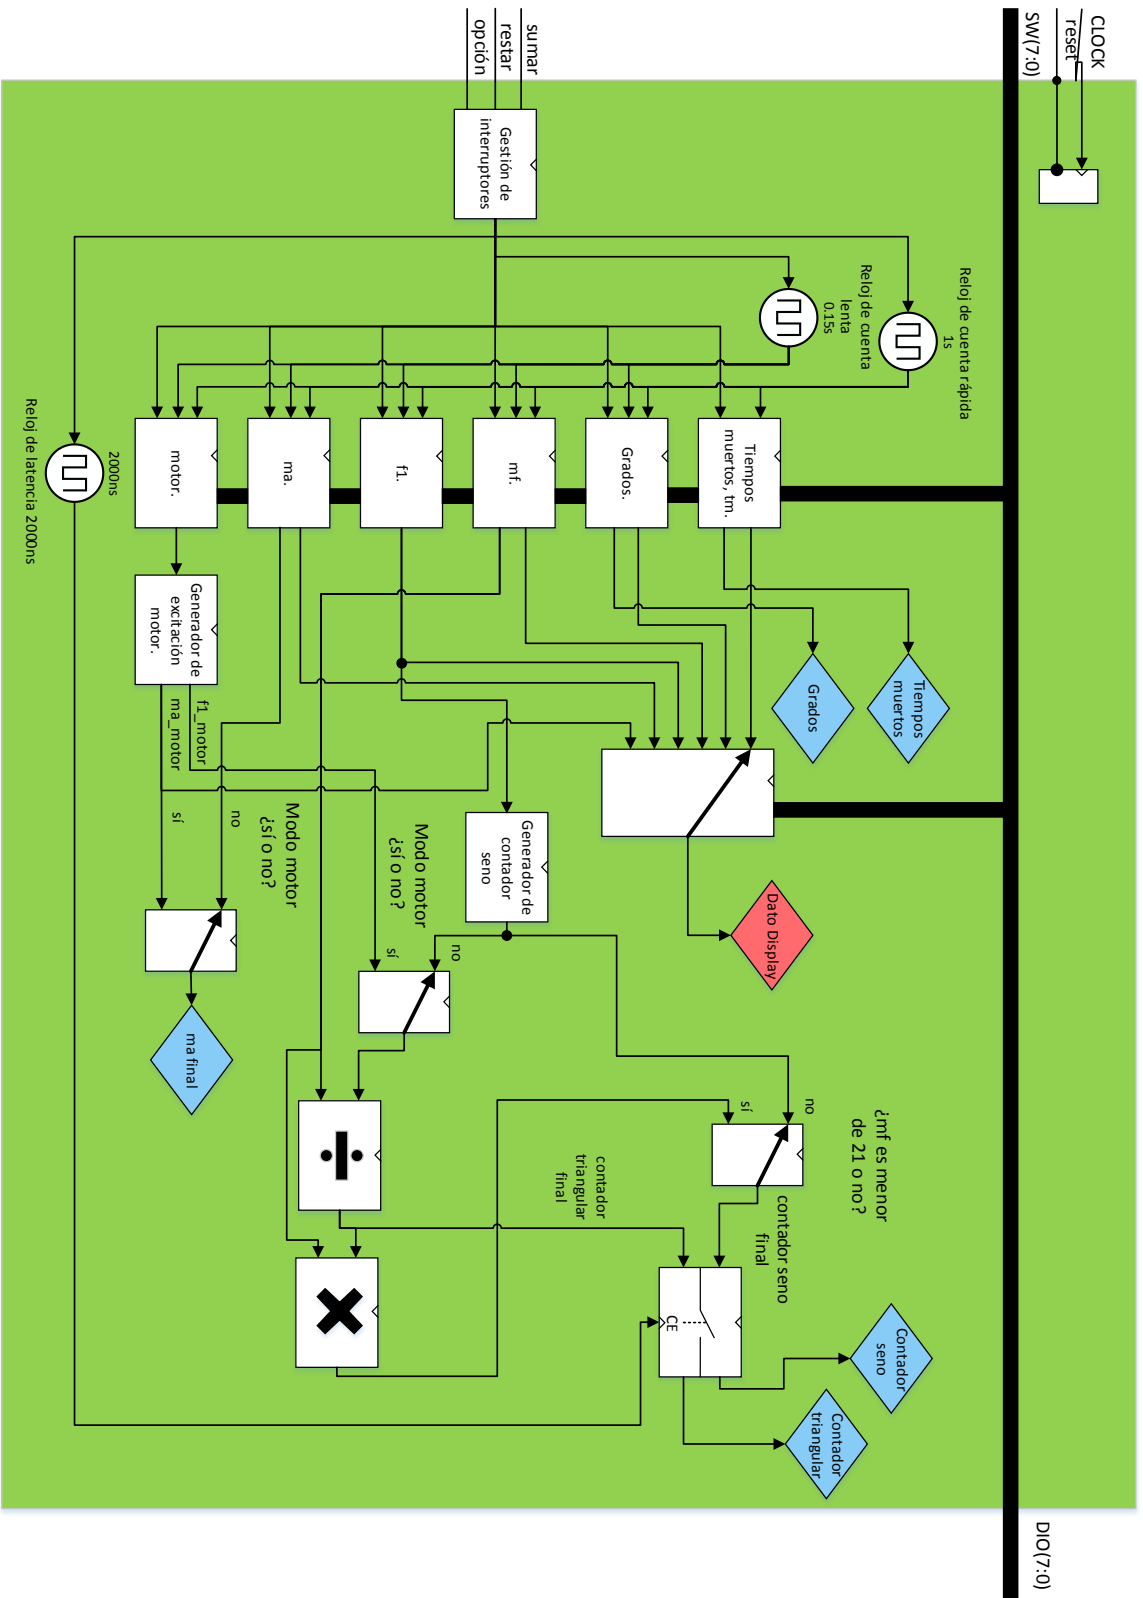 CLOCK
reset
SW(7:0)
sumar
restar
opción
Gestión de
interruptores
Reloj de cuenta rápida
1s
Reloj de cuenta
lenta
0.15s
Reloj de latencia 2000ns
2000ns
Tiempos
muertos, tm.
Grados.
mf.
f1.
ma.
motor.
Generador de
excitación
motor.
f1_motor
ma_motor
Tiempos
muertos
Grados
Generador de
contador
seno
Dato Display
Modo motor
¿sí o no?
no
sí
Modo motor
¿sí o no?
no
sí
ma final
¿mf es menor
de 21 o no?
no
sí
contador
triangular
final
contador seno
final
CE
Contador
seno
Contador
triangular
DIO(7:0)